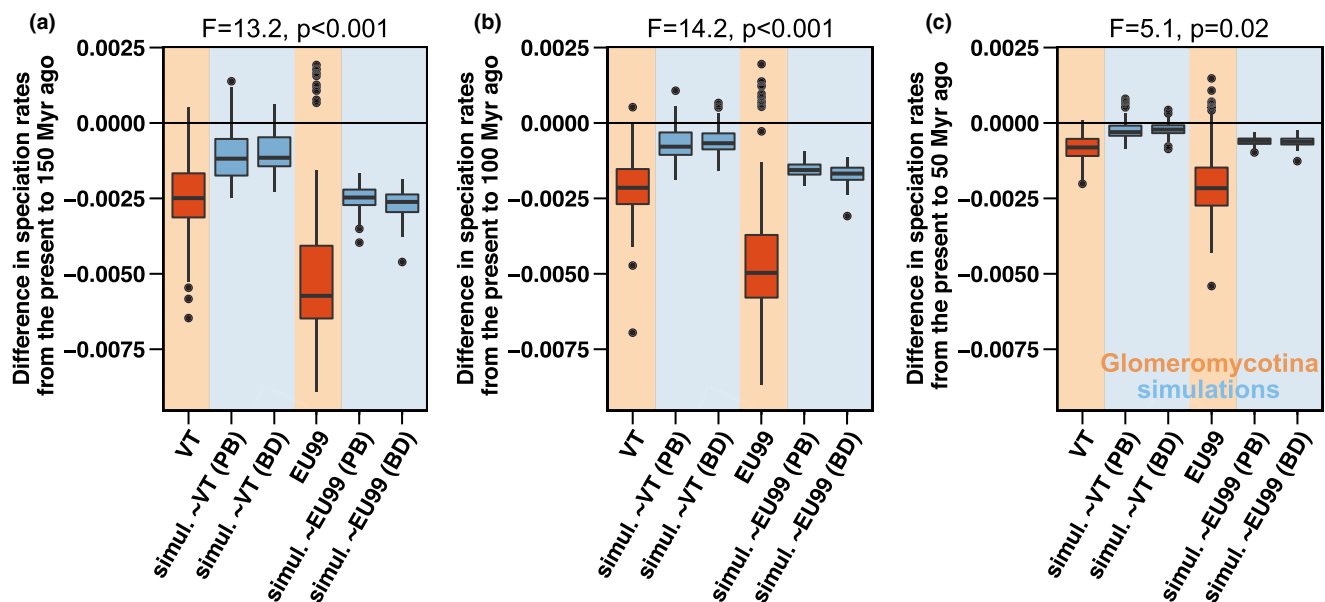 (a)
F=13.2, p<0.001
Difference in speciation rates
from the present to 150 Myr ago
0.0025
0.0000
−0.0025
−0.0050
−0.0075
VT
simul. ~VT (PB)
simul. ~VT (BD)
EU99
simul. ~EU99 (PB)
simul. ~EU99 (BD)
(b)
F=14.2, p<0.001
Difference in speciation rates
from the present to 100 Myr ago
0.0025
0.0000
−0.0025
−0.0050
−0.0075
VT
simul. ~VT (PB)
simul. ~VT (BD)
EU99
simul. ~EU99 (PB)
simul. ~EU99 (BD)
(c)
F=5.1, p=0.02
Difference in speciation rates
from the present to 50 Myr ago
0.0025
0.0000
−0.0025
−0.0050
−0.0075
Glomeromycotina
simulations
VT
simul. ~VT (PB)
simul. ~VT (BD)
EU99
simul. ~EU99 (PB)
simul. ~EU99 (BD)